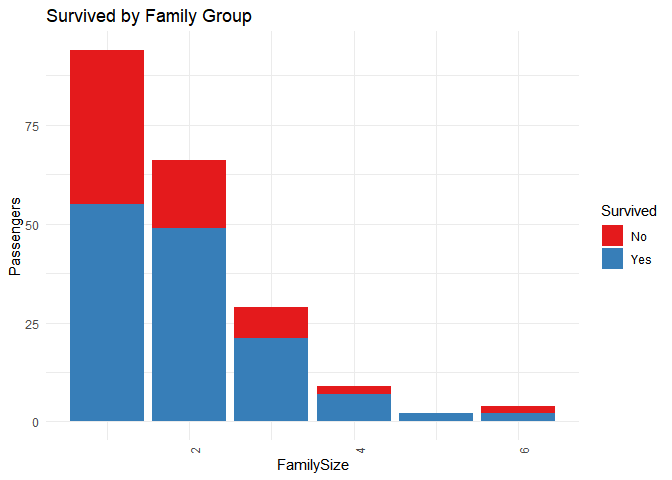 Survived by Family Group
Passengers
75
50
25
0
2
4
6
FamilySize
Survived
No
Yes